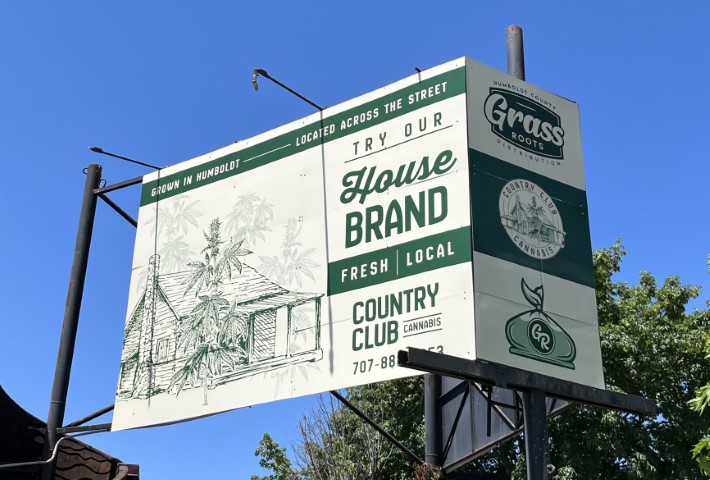 GROWN IN HUMBOLDT — LOCATED ACROSS THE STREET
TRY OUR
House
BRAND
FRESH | LOCAL
COUNTRY
CLUB CANNABIS
HUMBOLDT COUNTY
Grass
ROOTS
DISTRIBUTION
COUNTRY CLUB
CANNABIS
GR